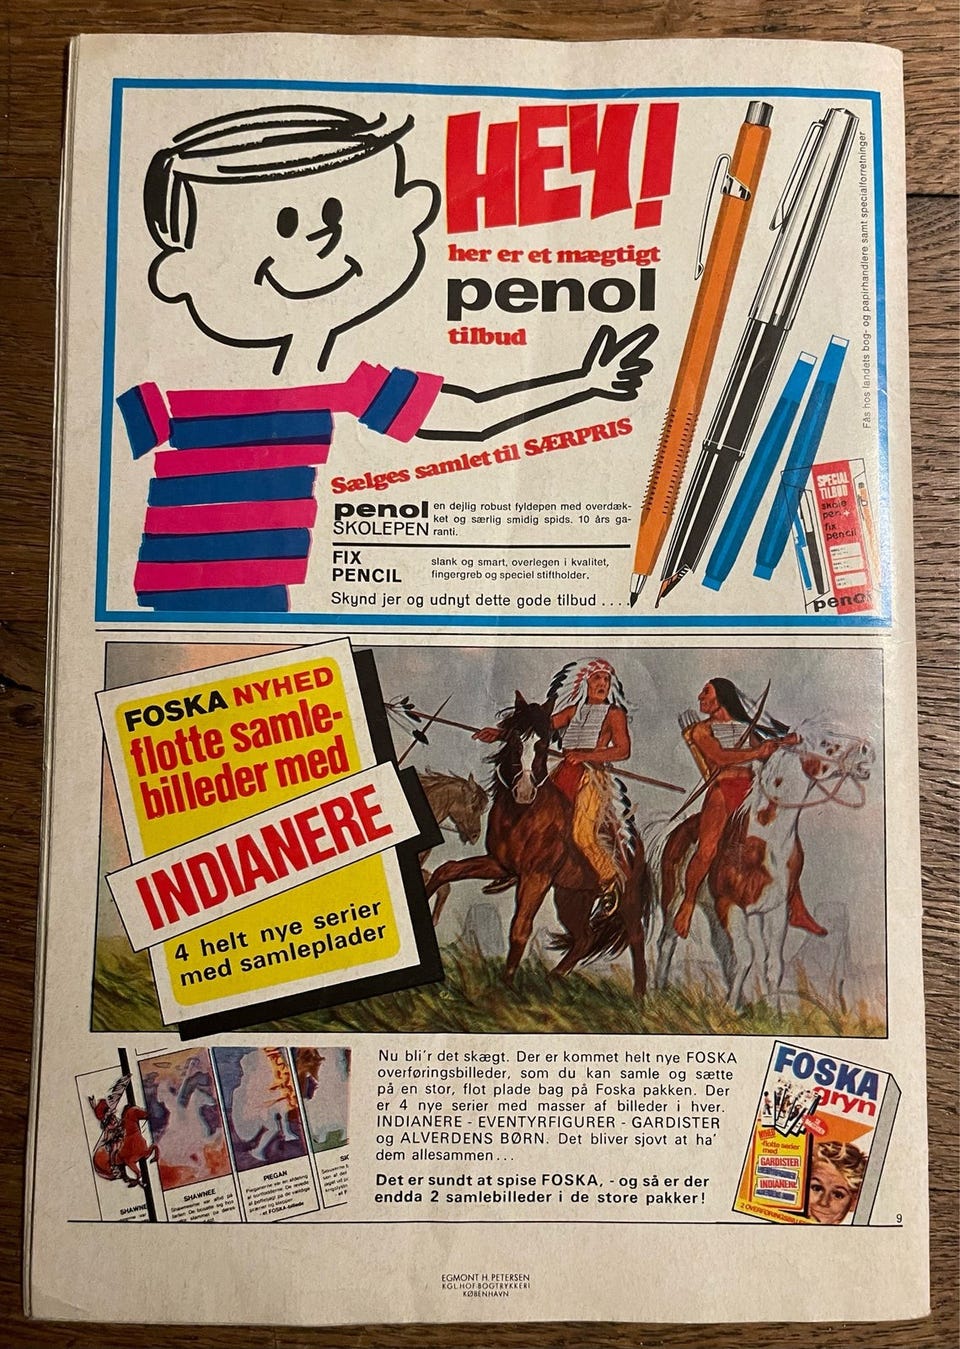 HEY!
her er et mægtigt
penol
tilbud
Fås hos landets bog- og papirhandlere samt specialforretninger
Sælges samlet til SÆRPRIS
penol
SKOLEPEN
en dejlig robust fyldepen med overdæk-
ket og særlig smidig spids. 10 års ga-
ranti.
FIX
PENCIL
slank og smart, overlegen i kvalitet,
fingergreb og speciel stiftholder.
Skynd jer og udnyt dette gode tilbud ....
SPECIAL
TILBUD
skole
pen +
fix
pencil
penol
FOSKA NYHED
flotte samle-
billeder med
INDIANERE
4 helt nye serier
med samleplader
Nu bli'r det skægt. Der er kommet helt nye FOSKA
overføringsbilleder, som du kan samle og sætte
på en stor, flot plade bag på Foska pakken. Der
er 4 nye serier med masser af billeder i hver.
INDIANERE - EVENTYRFIGURER - GARDISTER
og ALVERDENS BØRN. Det bliver sjovt at ha'
dem allesammen...
Det er sundt at spise FOSKA, - og så er der
endda 2 samlebilleder i de store pakker!
SHAWNE
SHAWNEE
PIEGAN
FOSKA
gryn
flotte serier
med
GARDISTER
INDIANERE
9
EGMONT H. PETERSEN
KGL. HOF-BOGTRYKKERI
KØBENHAVN